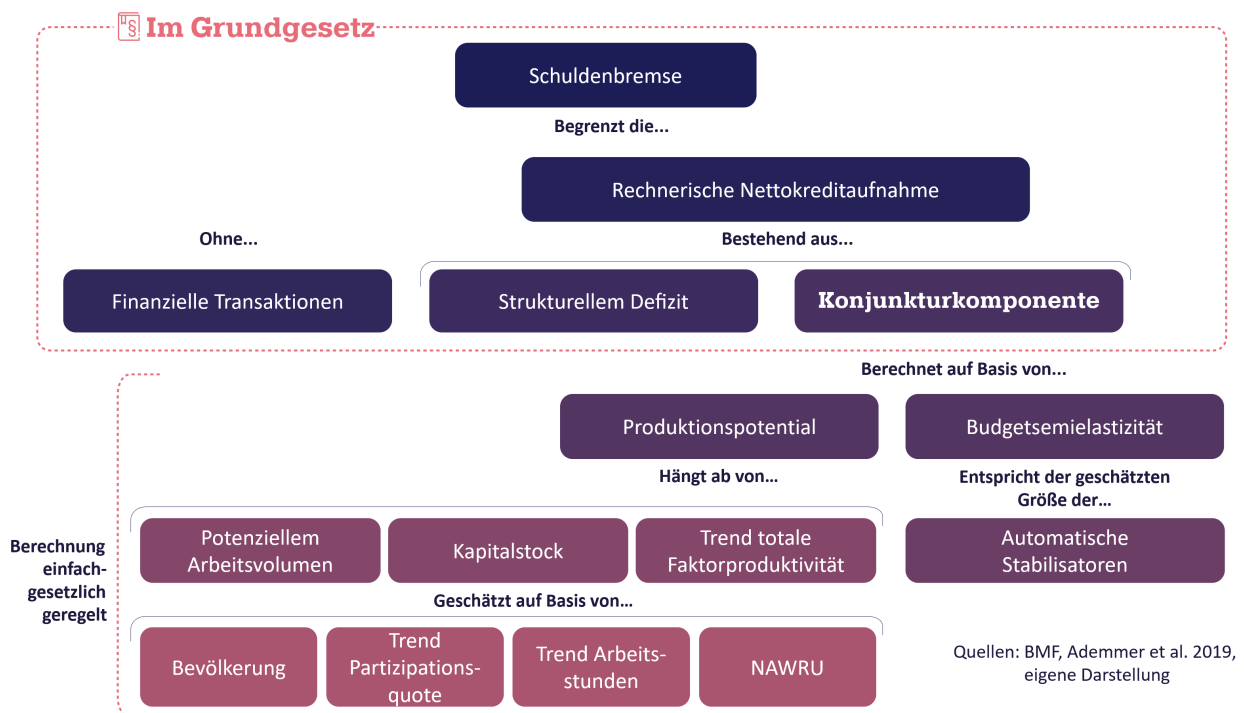 § Im Grundgesetz
Schuldenbremse
Begrenzt die...
Rechnerische Nettokreditaufnahme
Ohne...
Bestehend aus...
Finanzielle Transaktionen
Strukturellem Defizit
Konjunkturkomponente
Berechnet auf Basis von...
Produktionspotential
Budgetsemielastizität
Hängt ab von...
Entspricht der geschätzten
Größe der...
Potenziellem
Arbeitsvolumen
Kapitalstock
Trend totale
Faktorproduktivität
Automatische
Stabilisatoren
Berechnung
einfach-
gesetzlich
geregelt
Geschätzt auf Basis von...
Bevölkerung
Trend
Partizipations-
quote
Trend Arbeits-
stunden
NAWRU
Quellen: BMF, Ademmer et al. 2019,
eigene Darstellung